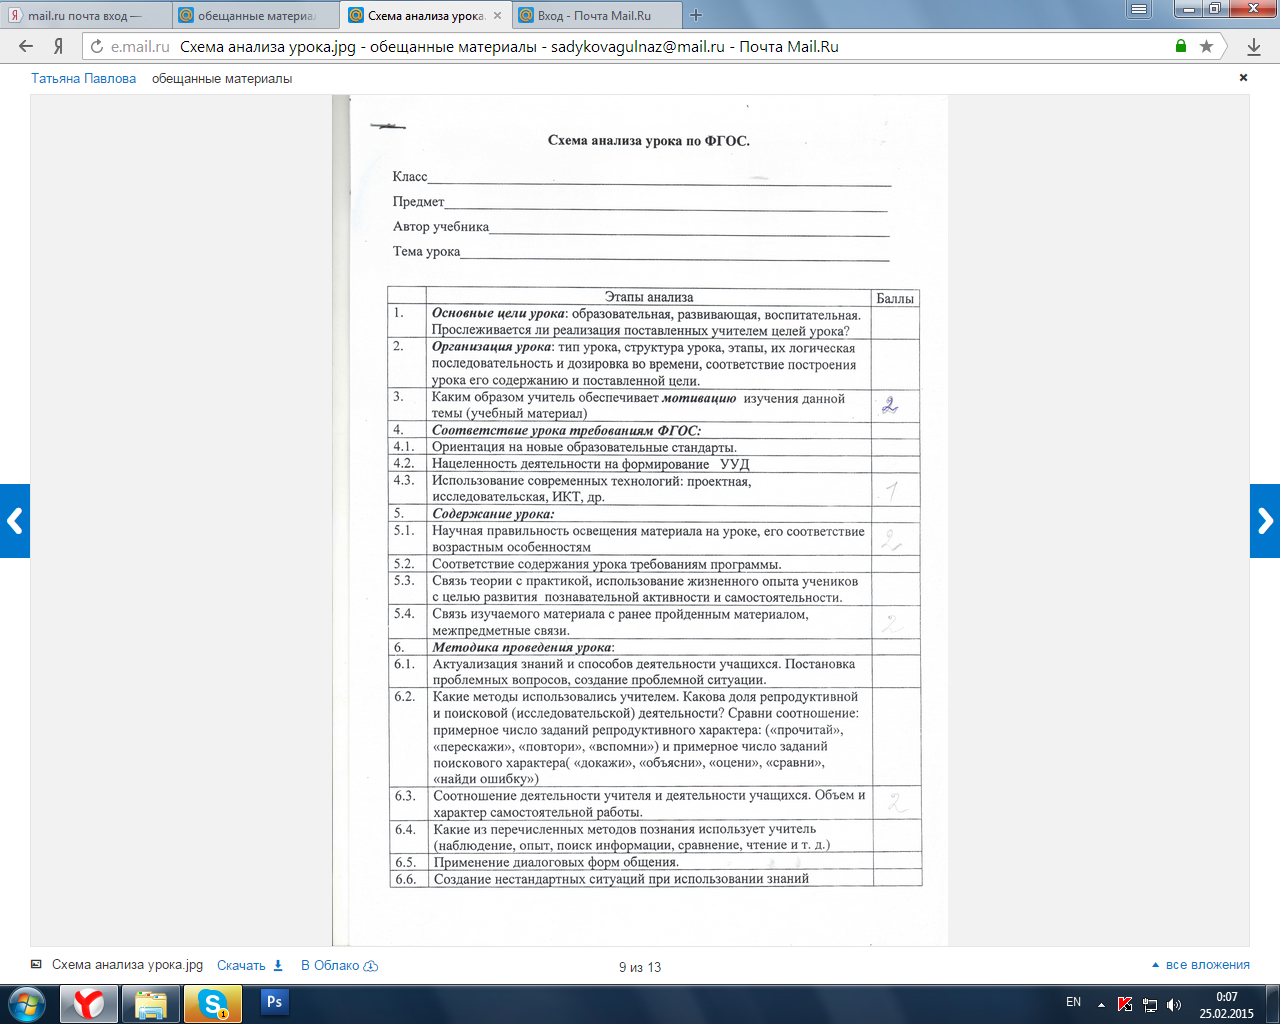 mail.ru почта вход —
обещанные материа
Схема анализа урока.
Вход - Почта Mail.Ru
e.mail.ru Схема анализа урока.jpg - обещанные материалы - sadykovagulnaz@mail.ru - Почта Mail.Ru
Татьяна Павлова обещанные материалы
Схема анализа урока по ФГОС.
Класс
Предмет
Автор учебника
Тема урока
Этапы анализа Баллы
1. Основные цели урока: образовательная, развивающая, воспитательная.
Прослеживается ли реализация поставленных учителем целей урока?
2. Организация урока: тип урока, структура урока, этапы, их логическая
последовательность и дозировка во времени, соответствие построения
урока его содержанию и поставленной цели.
3. Каким образом учитель обеспечивает мотивацию изучения данной 2
темы (учебный материал)
4. Соответствие урока требованиям ФГОС:
4.1. Ориентация на новые образовательные стандарты.
4.2. Нацеленность деятельности на формирование УУД
4.3. Использование современных технологий: проектная, 1
исследовательская, ИКТ, др.
5. Содержание урока:
5.1. Научная правильность освещения материала на уроке, его соответствие 2
возрастным особенностям
5.2. Соответствие содержания урока требованиям программы.
5.3. Связь теории с практикой, использование жизненного опыта учеников
с целью развития познавательной активности и самостоятельности.
5.4. Связь изучаемого материала с ранее пройденным материалом, 2
межпредметные связи.
6. Методика проведения урока:
6.1. Актуализация знаний и способов деятельности учащихся. Постановка
проблемных вопросов, создание проблемной ситуации.
6.2. Какие методы использовались учителем. Какова доля репродуктивной
и поисковой (исследовательской) деятельности? Сравни соотношение:
примерное число заданий репродуктивного характера: («прочитай»,
«перескажи», «повтори», «вспомни») и примерное число заданий
поискового характера( «докажи», «объясни», «оцени», «сравни»,
«найди ошибку»)
6.3. Соотношение деятельности учителя и деятельности учащихся. Объем и 2
характер самостоятельной работы.
6.4. Какие из перечисленных методов познания использует учитель
(наблюдение, опыт, поиск информации, сравнение, чтение и т. д.)
6.5. Применение диалоговых форм общения.
6.6. Создание нестандартных ситуаций при использовании знаний
Схема анализа урока.jpg Скачать В Облако 9 из 13 все вложения
Ps
EN 0:07
25.02.2015